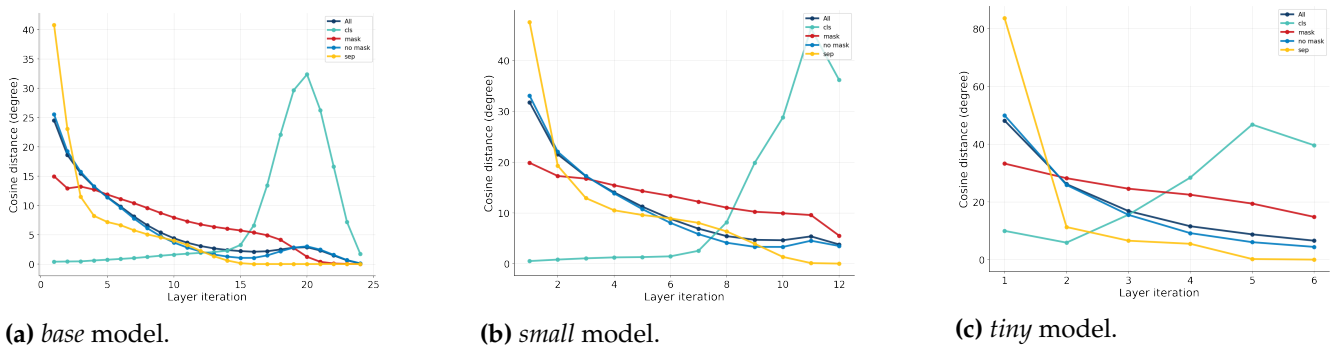 Cosine distance (degree)
40
35
30
25
20
15
10
5
0
0 5 10 15 20 25
Layer iteration
All
cls
mask
no mask
sep
(a) base model.
Cosine distance (degree)
40
30
20
10
0
2 4 6 8 10 12
Layer iteration
All
cls
mask
no mask
sep
(b) small model.
Cosine distance (degree)
80
60
40
20
0
1 2 3 4 5 6
Layer iteration
All
cls
mask
no mask
sep
(c) tiny model.